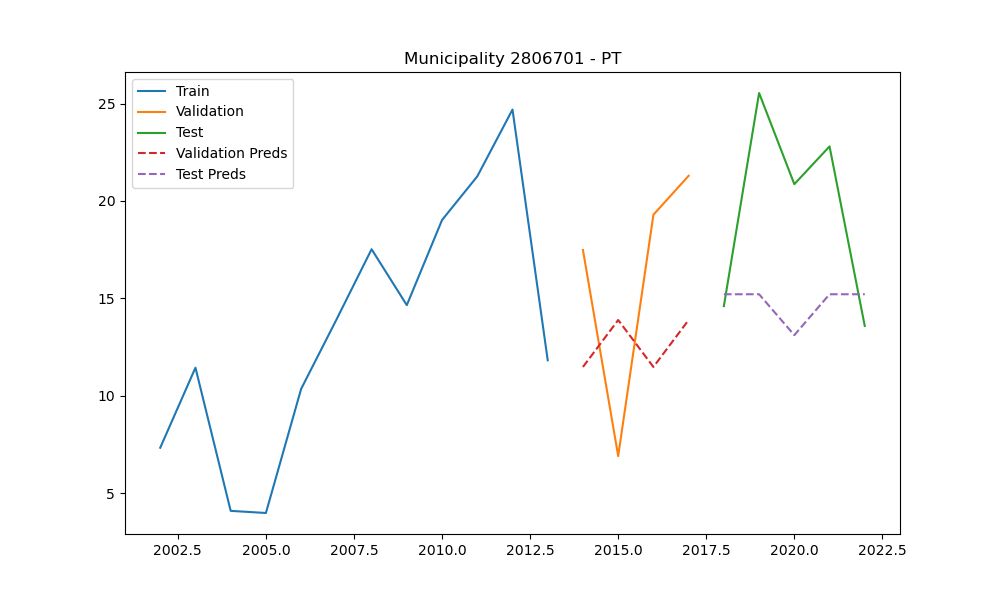 Municipality 2806701 - PT
Train
Validation
Test
Validation Preds
Test Preds
25
20
15
10
5
2002.5 2005.0 2007.5 2010.0 2012.5 2015.0 2017.5 2020.0 2022.5